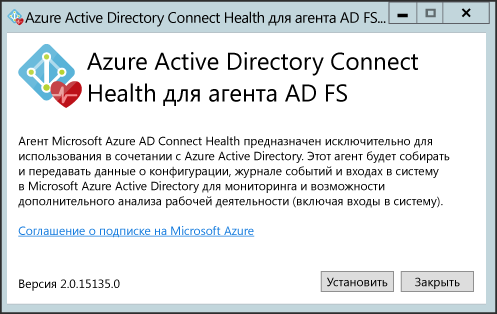 Azure Active Directory Connect Health для агента AD FS...
Azure Active Directory Connect
Health для агента AD FS
Агент Microsoft Azure AD Connect Health предназначен исключительно для
использования в сочетании с Azure Active Directory. Этот агент будет собирать
и передавать данные о конфигурации, журнале событий и входах в систему
в Microsoft Azure Active Directory для мониторинга и возможности
дополнительного анализа рабочей деятельности (включая входы в систему).
Соглашение о подписке на Microsoft Azure
Версия 2.0.15135.0
Установить
Закрыть